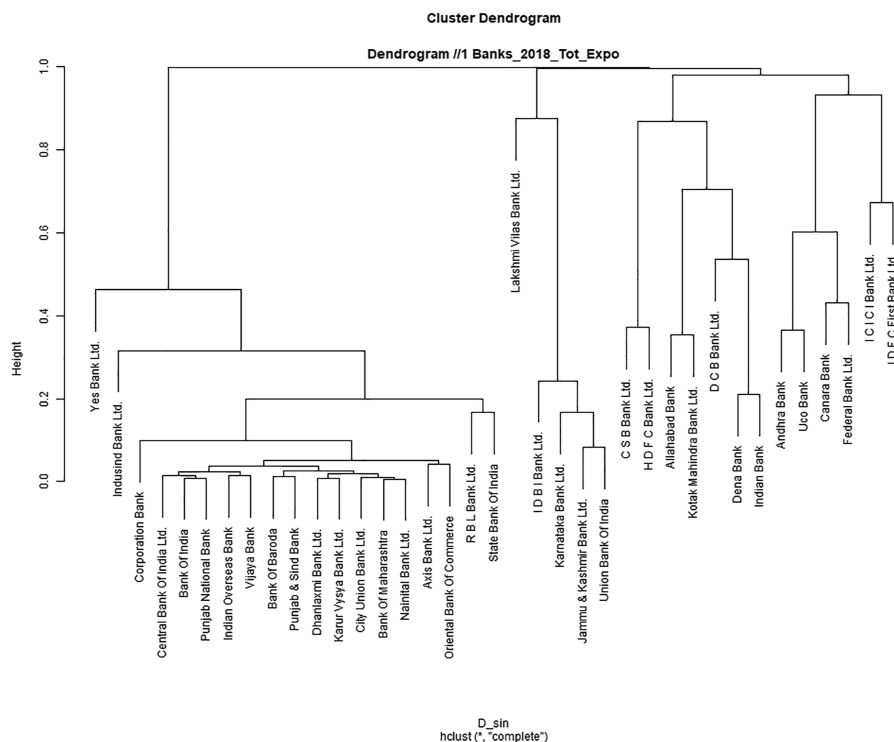 Cluster Dendrogram
Dendrogram //1 Banks_2018_Tot_Expo
Height
1.0
0.8
0.6
0.4
0.2
0.0
Yes Bank Ltd.
Indusind Bank Ltd.
Corporation Bank
Central Bank Of India Ltd.
Bank Of India
Punjab National Bank
Indian Overseas Bank
Vijaya Bank
Bank Of Baroda
Punjab & Sind Bank
Dhanlaxmi Bank Ltd.
Karur Vysya Bank Ltd.
City Union Bank Ltd.
Bank Of Maharashtra
Nainital Bank Ltd.
Axis Bank Ltd.
Oriental Bank Of Commerce
R B L Bank Ltd.
State Bank Of India
Lakshmi Vilas Bank Ltd.
I D B I Bank Ltd.
Karnataka Bank Ltd.
Jammu & Kashmir Bank Ltd.
Union Bank Of India
C S B Bank Ltd.
H D F C Bank Ltd.
Allahabad Bank
Kotak Mahindra Bank Ltd.
D C B Bank Ltd.
Dena Bank
Indian Bank
Andhra Bank
Uco Bank
Canara Bank
Federal Bank Ltd.
I C I C I Bank Ltd.
I D F C First Bank Ltd.
D_sin
hclust (*, "complete")